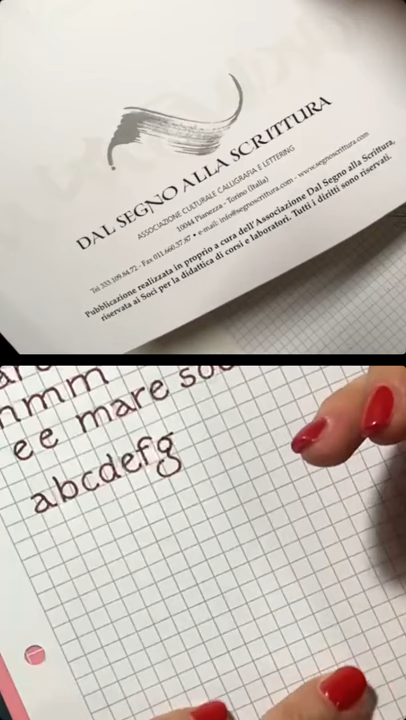 DAL SEGNO ALLA SCRITTURA
ASSOCIAZIONE CULTURALE CALLIGRAFIA E LETTERING
10044 Pianezza - Torino (Italia)
Tel 333.109.64.72 - Fax 011.660.37.87 • e-mail: info@segnoscrittura.com - www.segnoscrittura.com
Pubblicazione realizzata in proprio a cura dell'Associazione Dal Segno alla Scrittura,
riservata ai Soci per la didattica di corsi e laboratori. Tutti i diritti sono riservati.
ee mare
abcdefg